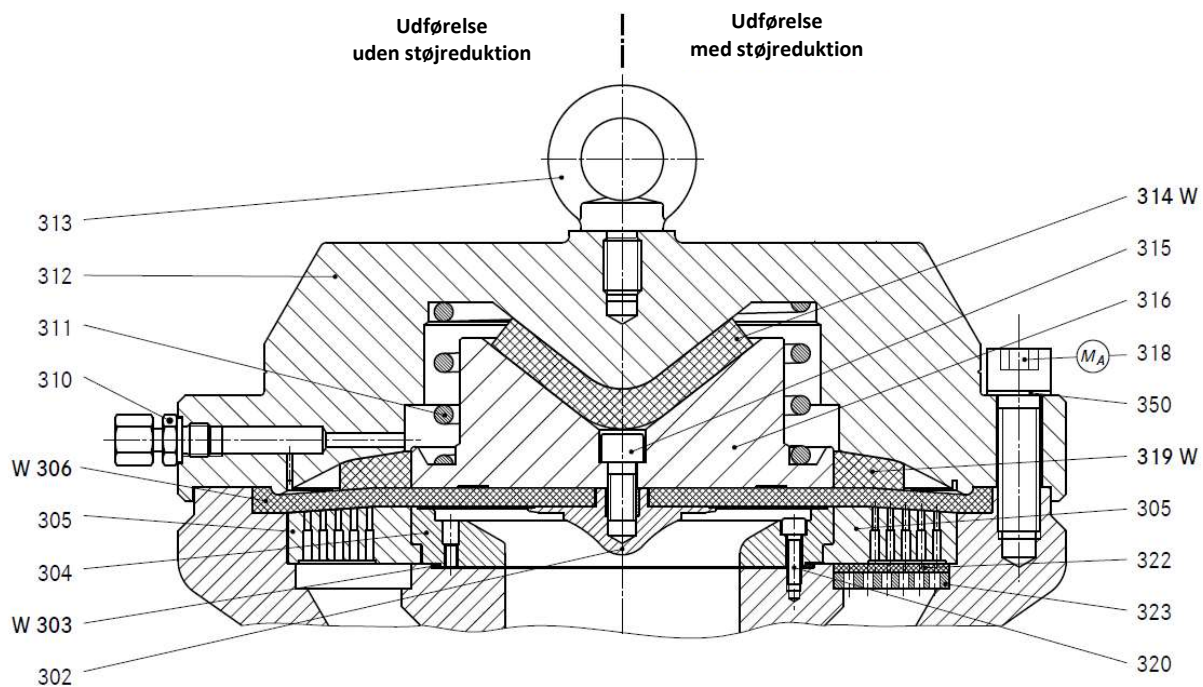 Udførelse
uden støjreduktion
Udførelse
med støjreduktion
313
312
311
310
W 306
305
304
W 303
302
314 W
315
316
MA 318
350
319 W
305
322
323
320